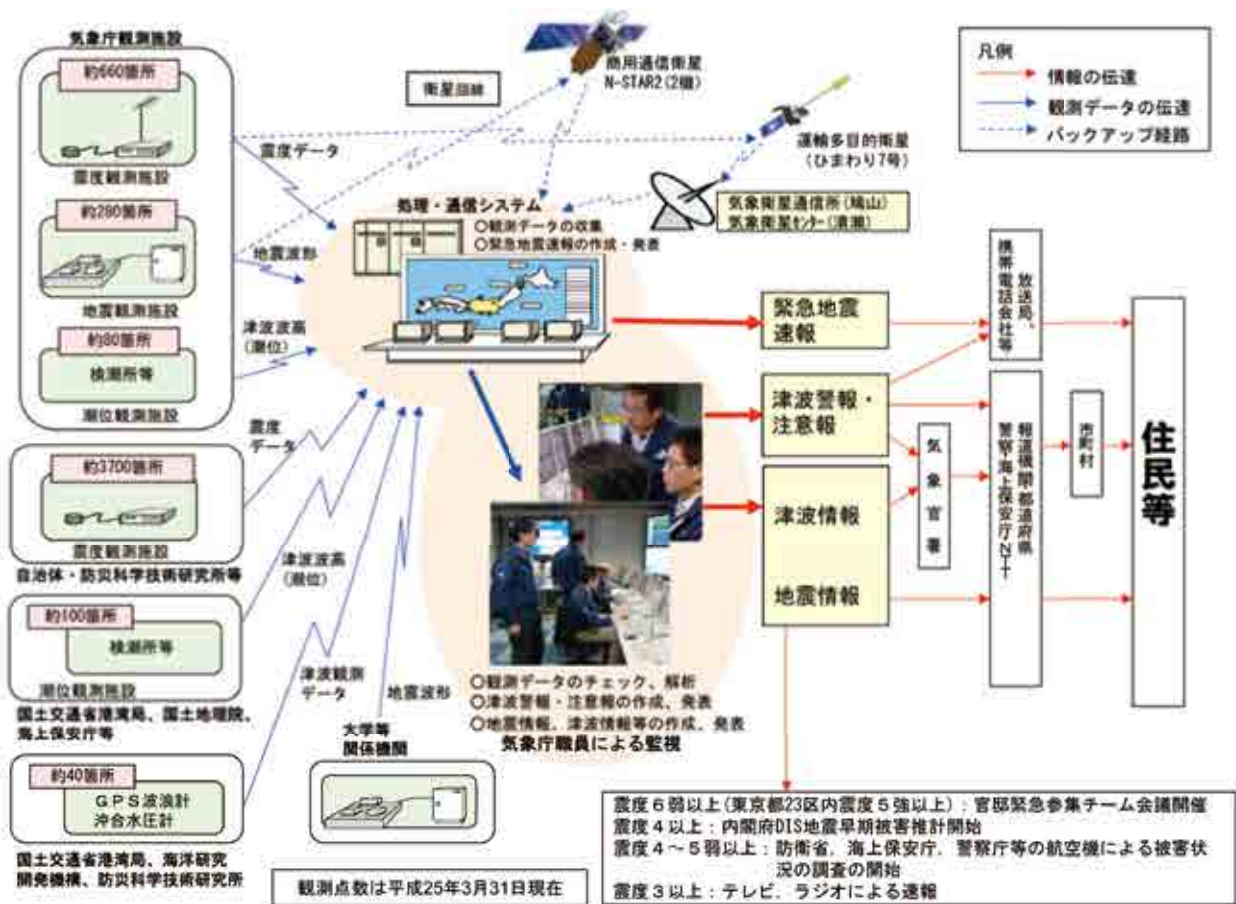 気象庁観測施設
約660箇所
震度観測施設
約280箇所
地震観測施設
約80箇所
検潮所等
潮位観測施設
約3700箇所
震度観測施設
自治体・防災科学技術研究所等
約100箇所
検潮所等
潮位観測施設
国土交通省港湾局、国土地理院、
海上保安庁等
約40箇所
GPS波浪計
沖合水圧計
国土交通省港湾局、海洋研究
開発機構、防災科学技術研究所
衛星回線
商用通信衛星
N-STAR2(2機)
運輸多目的衛星
(ひまわり7号)
気象衛星通信所(鳩山)
気象衛星センター(清瀬)
凡例
情報の伝達
観測データの伝達
バックアップ経路
震度データ
地震波形
津波波高
(潮位)
震度
データ
津波波高
(潮位)
津波観測
データ
地震波形
大学等
関係機関
処理・通信システム
○観測データの収集
○緊急地震速報の作成・発表
○観測データのチェック、解析
○津波警報・注意報の作成、発表
○地震情報、津波情報等の作成、発表
気象庁職員による監視
緊急地震
速報
津波警報・
注意報
津波情報
地震情報
気象官署
放送局、
携帯電話会社等
報道機関 都道府県
警察・海上保安庁・NTT
市町村
住民等
震度6弱以上(東京都23区内震度5強以上):官邸緊急参集チーム会議開催
震度4以上:内閣府DIS地震早期被害推計開始
震度4～5弱以上:防衛省、海上保安庁、警察庁等の航空機による被害状
況の調査の開始
震度3以上:テレビ、ラジオによる速報
観測点数は平成25年3月31日現在